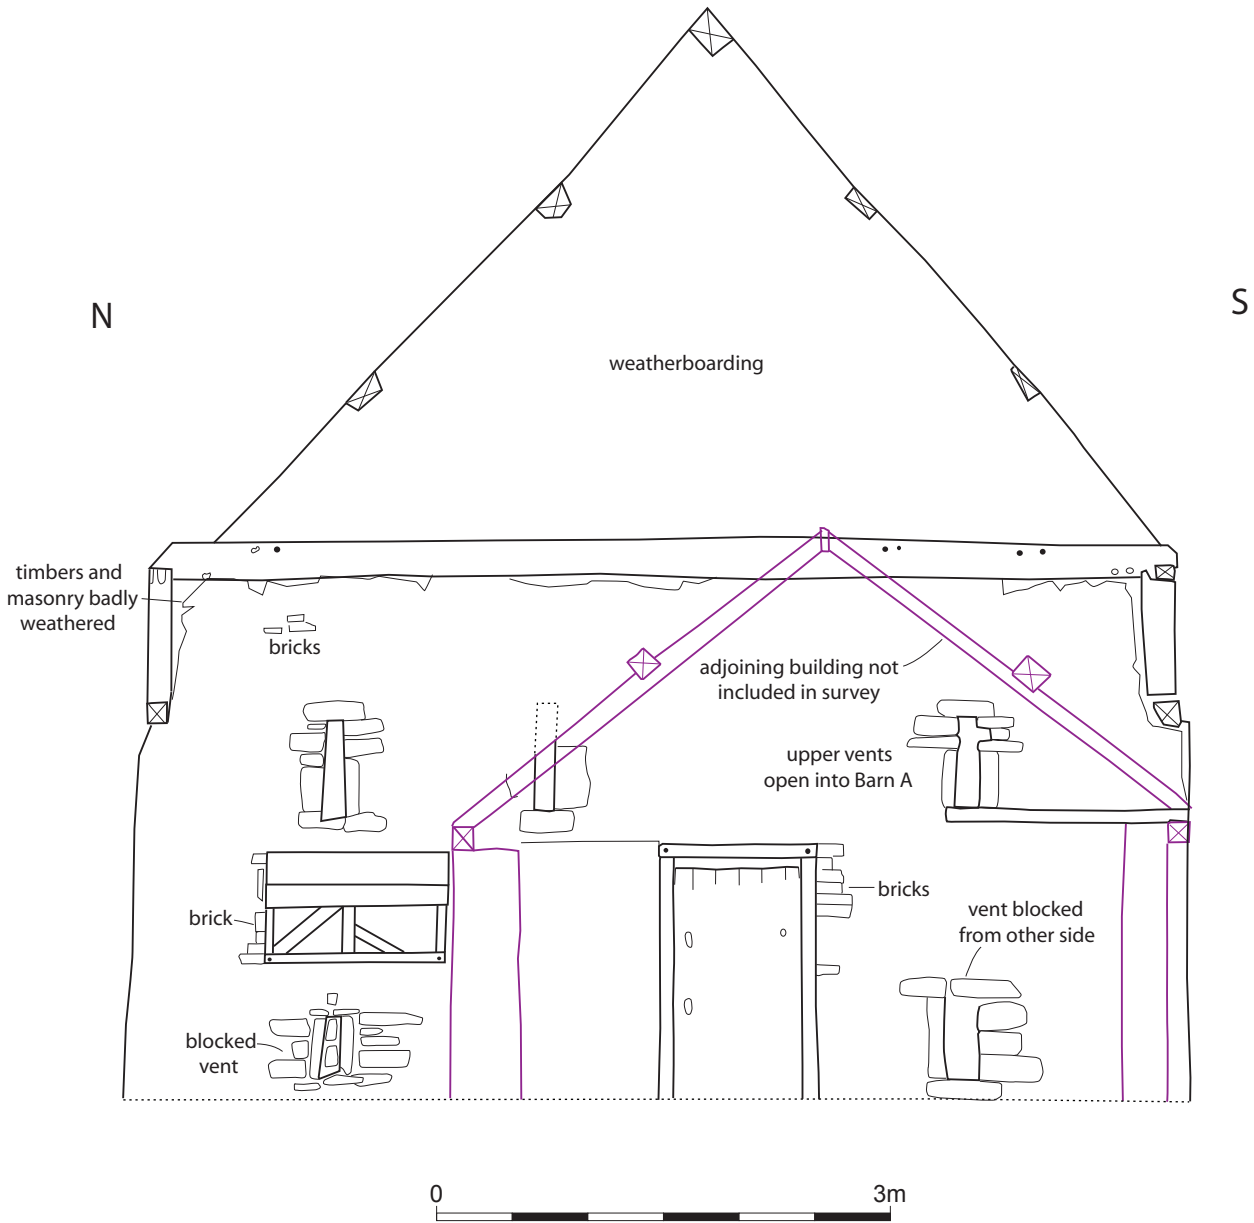 N
S
weatherboarding
timbers and
masonry badly
weathered
bricks
adjoining building not
included in survey
upper vents
open into Barn A
brick
bricks
vent blocked
from other side
blocked
vent
0
3m